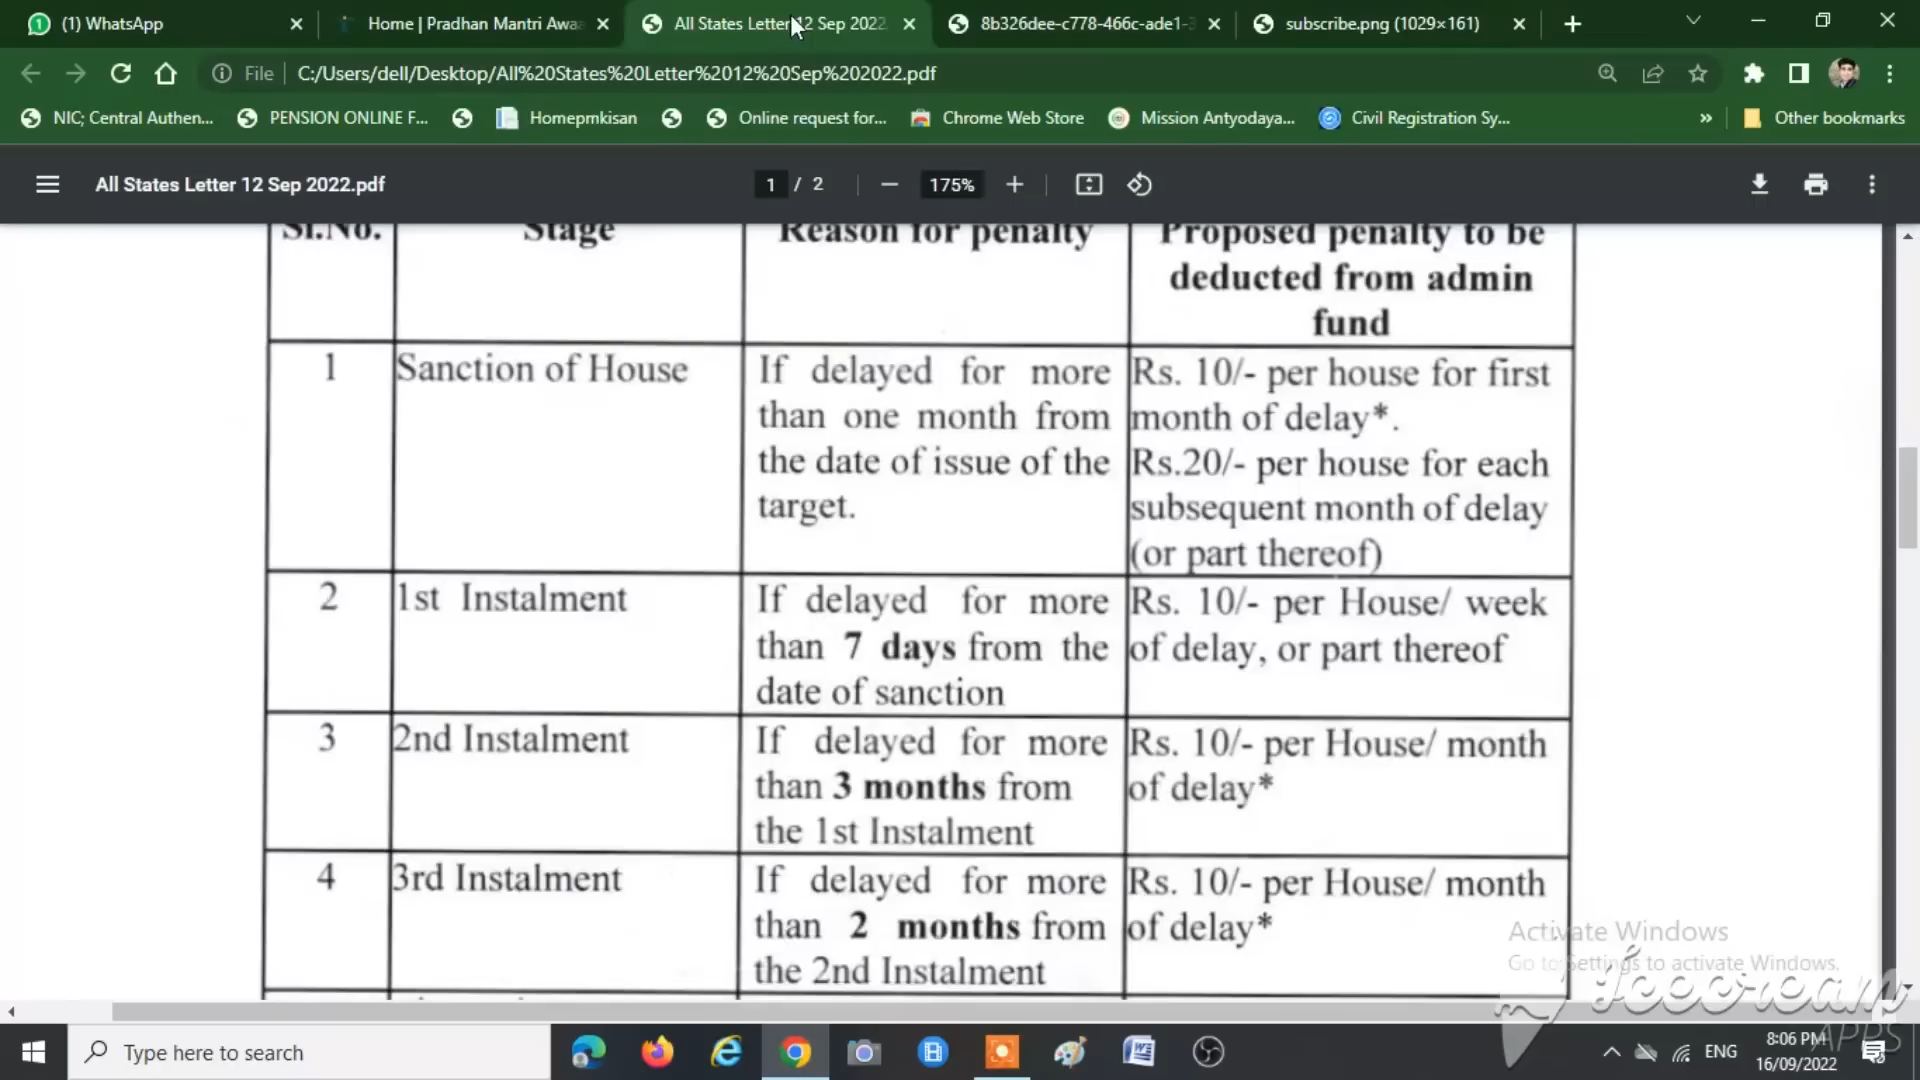 (1) WhatsApp
Home | Pradhan Mantri Awaa
All States Letter 12 Sep 2022
8b326dee-c778-466c-ade1-3
subscribe.png (1029×161)
File
C:/Users/dell/Desktop/All%20States%20Letter%2012%20Sep%202022.pdf
NIC; Central Authen...
PENSION ONLINE F...
Homepmkisan
Online request for...
Chrome Web Store
Mission Antyodaya...
Civil Registration Sy...
»
Other bookmarks
All States Letter 12 Sep 2022.pdf
1 / 2
175%
Sl.No.
Stage
Reason for penalty
Proposed penalty to be
deducted from admin
fund
1
Sanction of House
If delayed for more
than one month from
the date of issue of the
target.
Rs. 10/- per house for first
month of delay*.
Rs.20/- per house for each
subsequent month of delay
(or part thereof)
2
1st Instalment
If delayed for more
than 7 days from the
date of sanction
Rs. 10/- per House/ week
of delay, or part thereof
3
2nd Instalment
If delayed for more
than 3 months from
the 1st Instalment
Rs. 10/- per House/ month
of delay*
4
3rd Instalment
If delayed for more
than 2 months from
the 2nd Instalment
Rs. 10/- per House/ month
of delay*
Activate Windows
Go to Settings to activate Windows.
Icecream
APPS
Type here to search
ENG
8:06 PM
16/09/2022